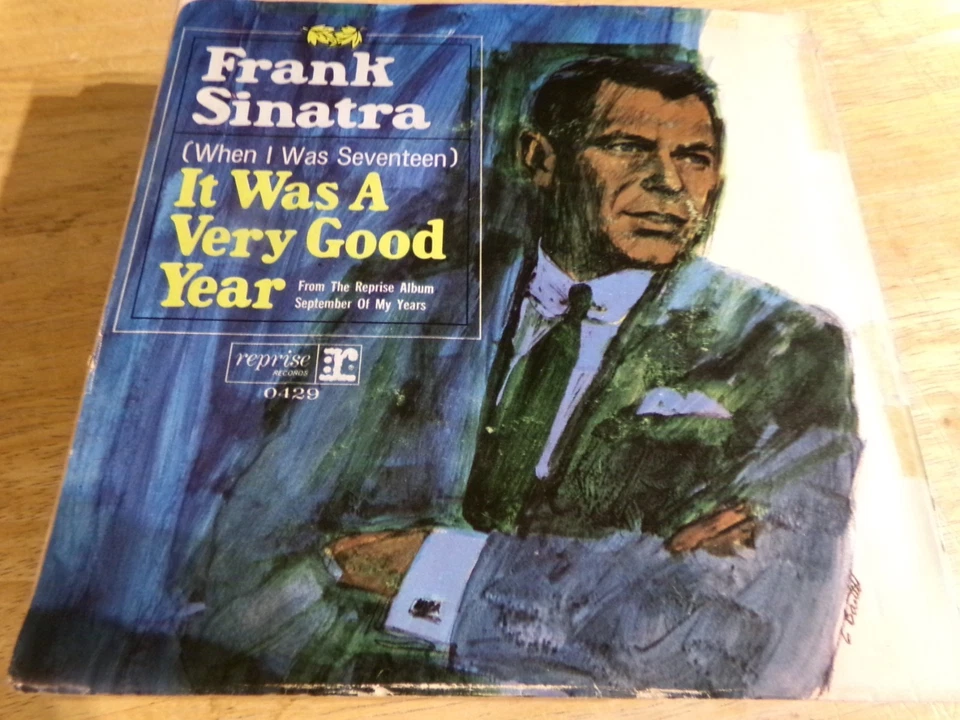 Frank
Sinatra
(When I Was Seventeen)
It Was A
Very Good
Year
From The Reprise Album
September Of My Years
reprise
RECORDS
r
0429